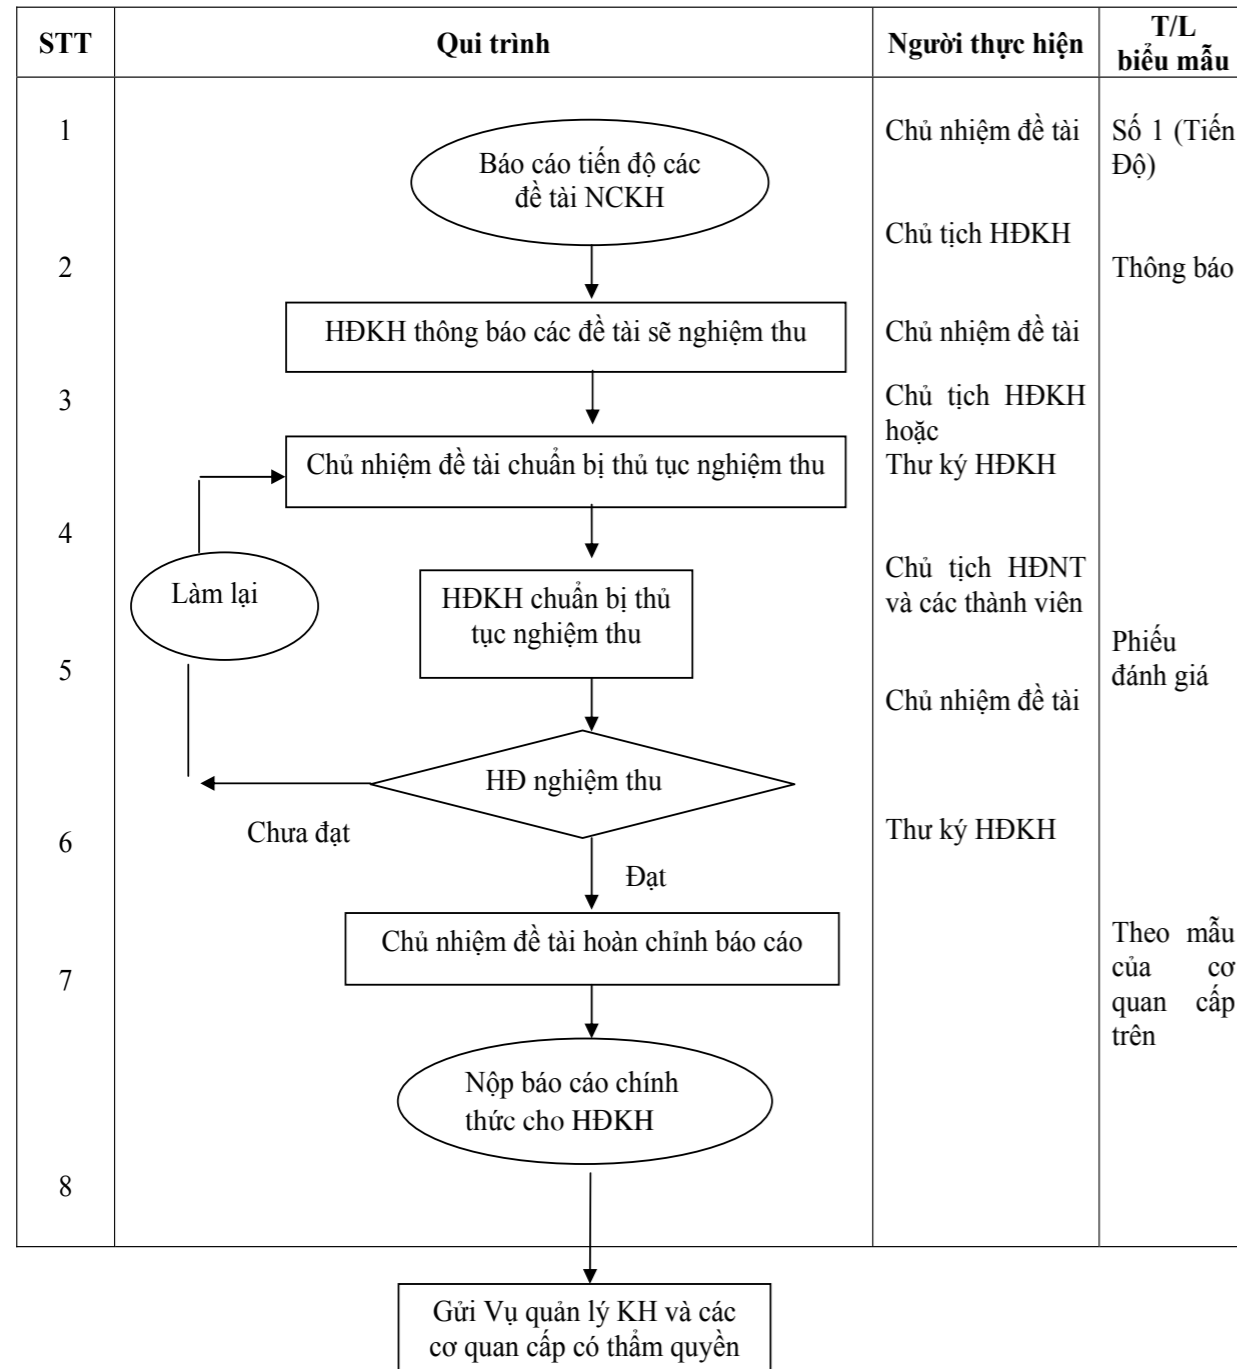 STT
Qui trình
Người thực hiện
T/L
biểu mẫu
1
Báo cáo tiến độ các
đề tài NCKH
Chủ nhiệm đề tài
Số 1 (Tiến
Độ)
Chủ tịch HĐKH
2
Thông báo
HĐKH thông báo các đề tài sẽ nghiệm thu
Chủ nhiệm đề tài
3
Chủ tịch HĐKH
hoặc
Thư ký HĐKH
Chủ nhiệm đề tài chuẩn bị thủ tục nghiệm thu
4
Làm lại
HĐKH chuẩn bị thủ
tục nghiệm thu
Chủ tịch HĐNT
và các thành viên
5
Phiếu
đánh giá
Chủ nhiệm đề tài
HĐ nghiệm thu
Chưa đạt
6
Thư ký HĐKH
Đạt
Chủ nhiệm đề tài hoàn chỉnh báo cáo
Theo mẫu
của cơ
quan cấp
trên
7
Nộp báo cáo chính
thức cho HĐKH
8
Gửi Vụ quản lý KH và các
cơ quan cấp có thẩm quyền